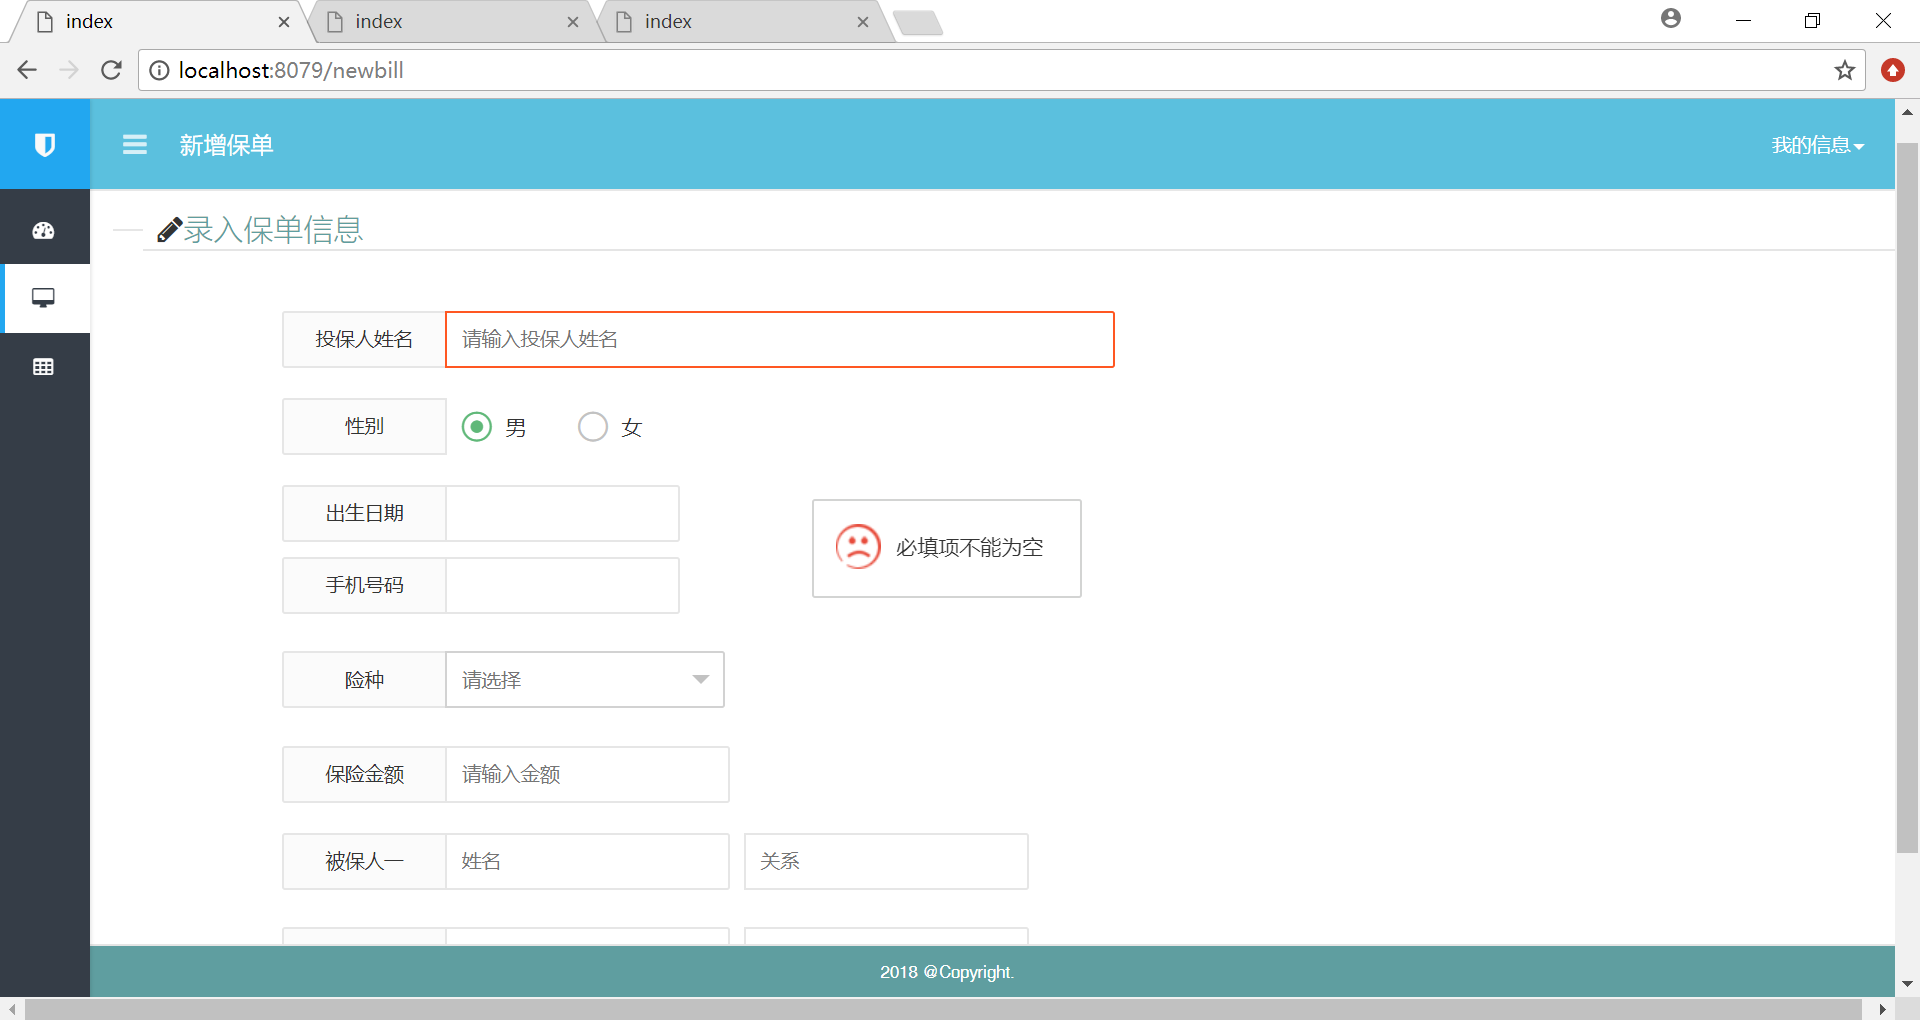 index
index
index
localhost:8079/newbill
新增保单
我的信息
录入保单信息
投保人姓名 请输入投保人姓名
性别 男 女
出生日期
必填项不能为空
手机号码
险种 请选择
保险金额 请输入金额
被保人一 姓名 关系
2018 @Copyright.